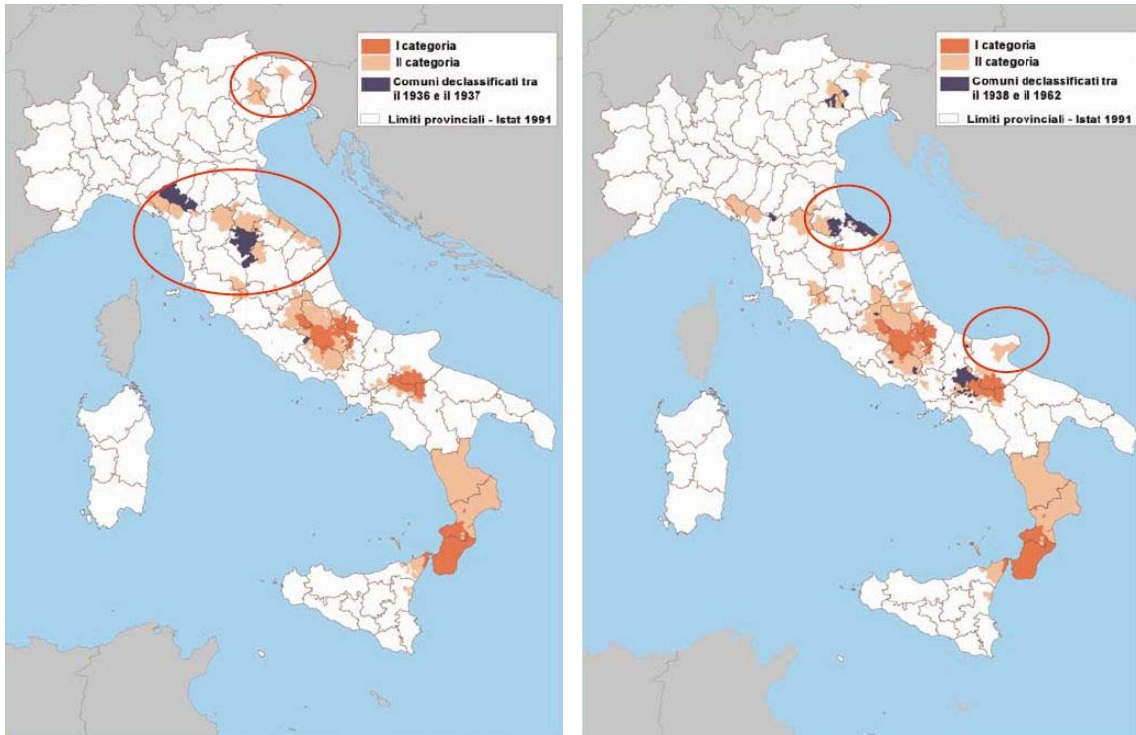 I categoria
II categoria
Comuni declassificati tra
il 1936 e il 1937
Limiti provinciali - Istat 1991
I categoria
II categoria
Comuni declassificati tra
il 1938 e il 1962
Limiti provinciali - Istat 1991